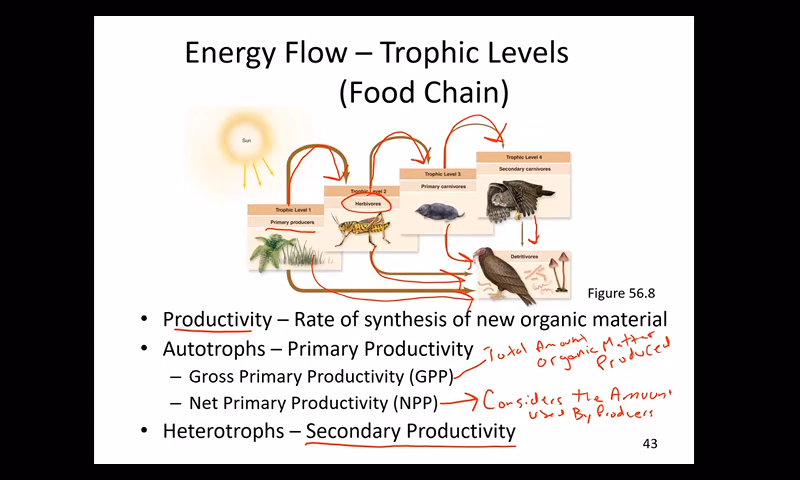 Energy Flow – Trophic Levels
(Food Chain)
Sun
Trophic Level 4
Secondary carnivores
Trophic Level 3
Primary carnivores
Trophic Level 2
Herbivores
Trophic Level 1
Primary producers
Detritivores
Figure 56.8
• Productivity – Rate of synthesis of new organic material
• Autotrophs – Primary Productivity
Total Amount
Organic Matter
Produced
– Gross Primary Productivity (GPP)
– Net Primary Productivity (NPP)
Considers the Amount
Used By Producers
• Heterotrophs – Secondary Productivity
43